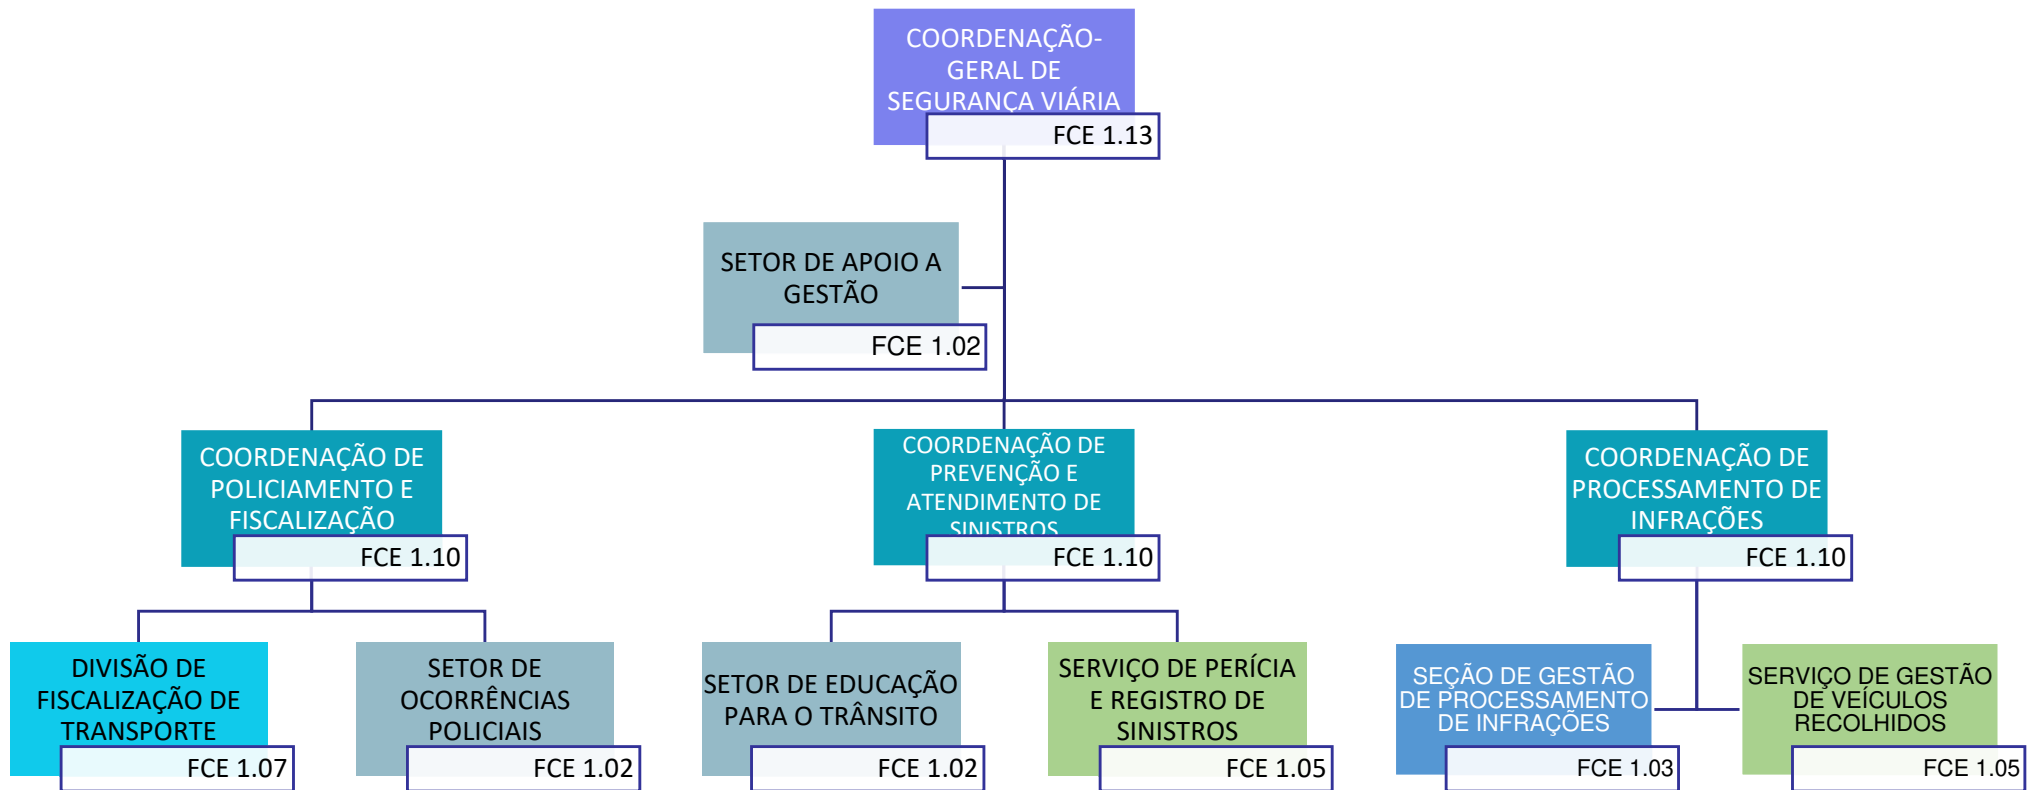 COORDENAÇÃO-
GERAL DE
SEGURANÇA VIÁRIA
FCE 1.13
SETOR DE APOIO A
GESTÃO
FCE 1.02
COORDENAÇÃO DE
POLICIAMENTO E
FISCALIZAÇÃO
FCE 1.10
COORDENAÇÃO DE
PREVENÇÃO E
ATENDIMENTO DE
SINISTROS
FCE 1.10
COORDENAÇÃO DE
PROCESSAMENTO DE
INFRAÇÕES
FCE 1.10
DIVISÃO DE
FISCALIZAÇÃO DE
TRANSPORTE
FCE 1.07
SETOR DE
OCORRÊNCIAS
POLICIAIS
FCE 1.02
SETOR DE EDUCAÇÃO
PARA O TRÂNSITO
FCE 1.02
SERVIÇO DE PERÍCIA
E REGISTRO DE
SINISTROS
FCE 1.05
SEÇÃO DE GESTÃO
DE PROCESSAMENTO
DE INFRAÇÕES
FCE 1.03
SERVIÇO DE GESTÃO
DE VEÍCULOS
RECOLHIDOS
FCE 1.05